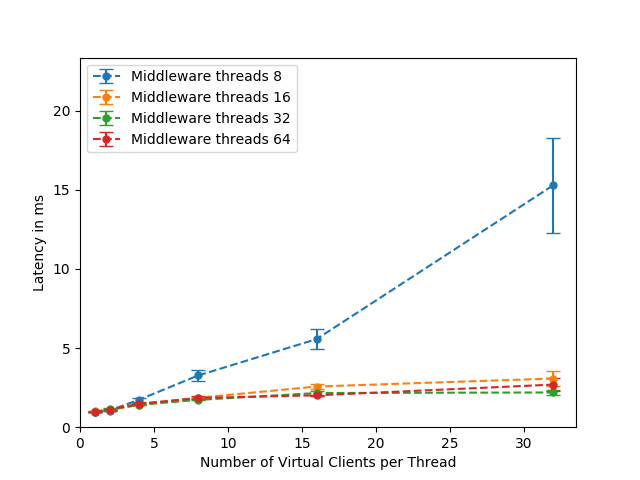 Middleware threads 8
Middleware threads 16
Middleware threads 32
Middleware threads 64
20
15
10
5
0
Latency in ms
0 5 10 15 20 25 30
Number of Virtual Clients per Thread